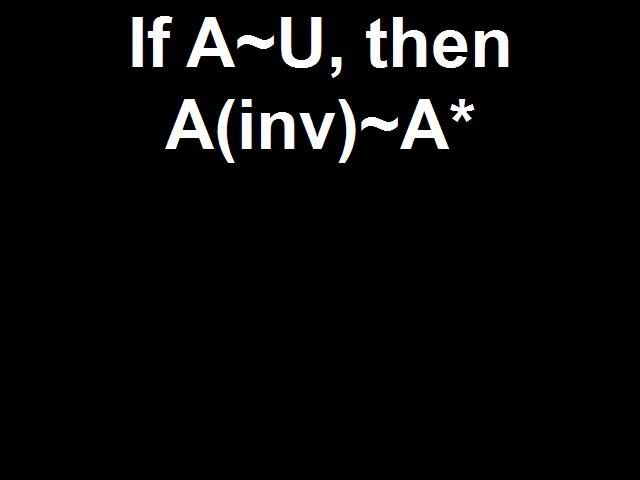 If A~U, then
A(inv)~A*